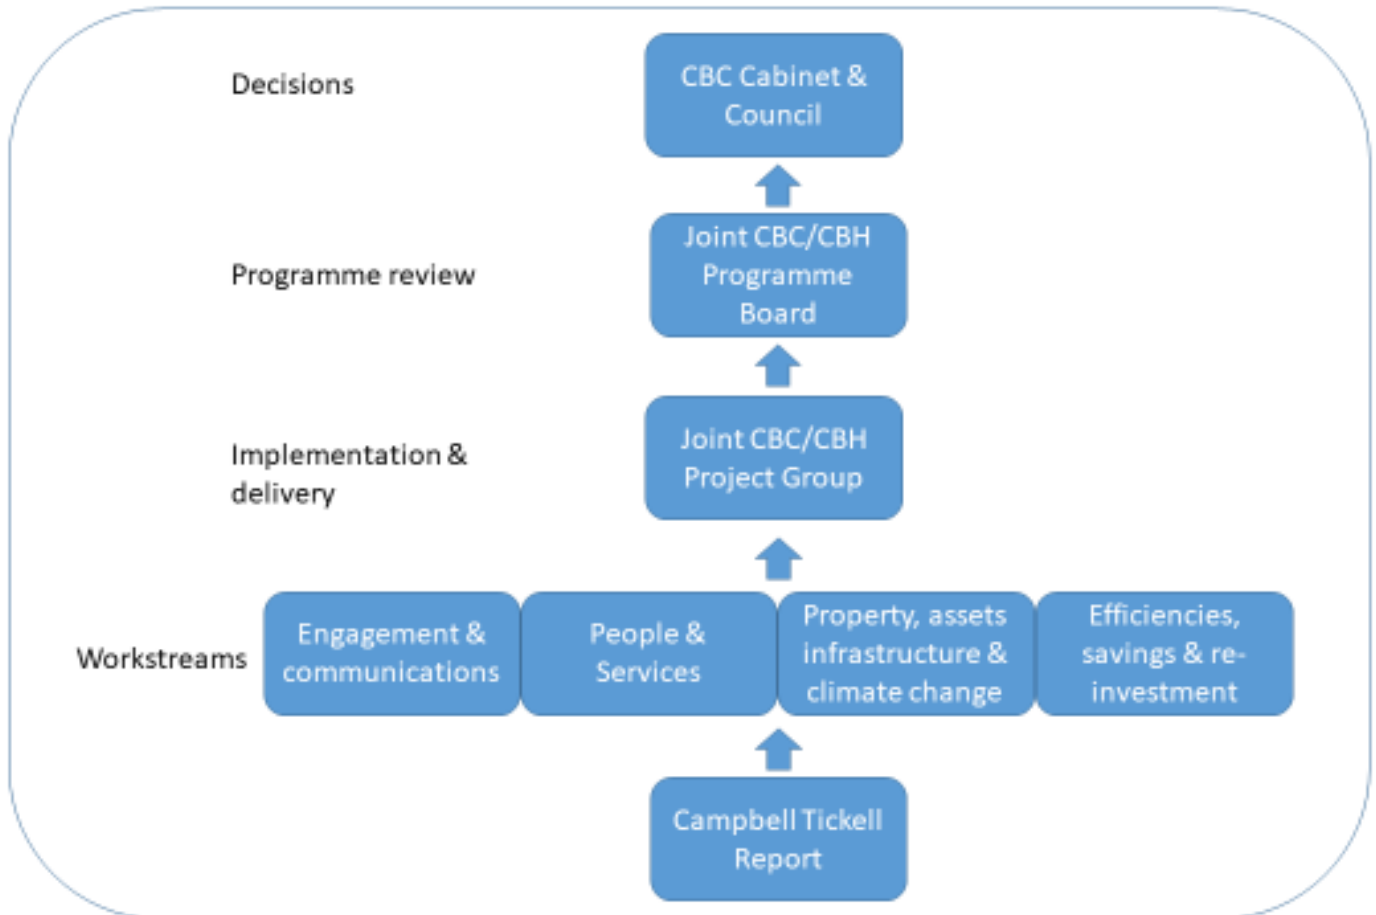 Decisions
CBC Cabinet &
Council
Programme review
Joint CBC/CBH
Programme
Board
Implementation &
delivery
Joint CBC/CBH
Project Group
Workstreams
Engagement &
communications
People &
Services
Property, assets
infrastructure &
climate change
Efficiencies,
savings & re-
investment
Campbell Tickell
Report